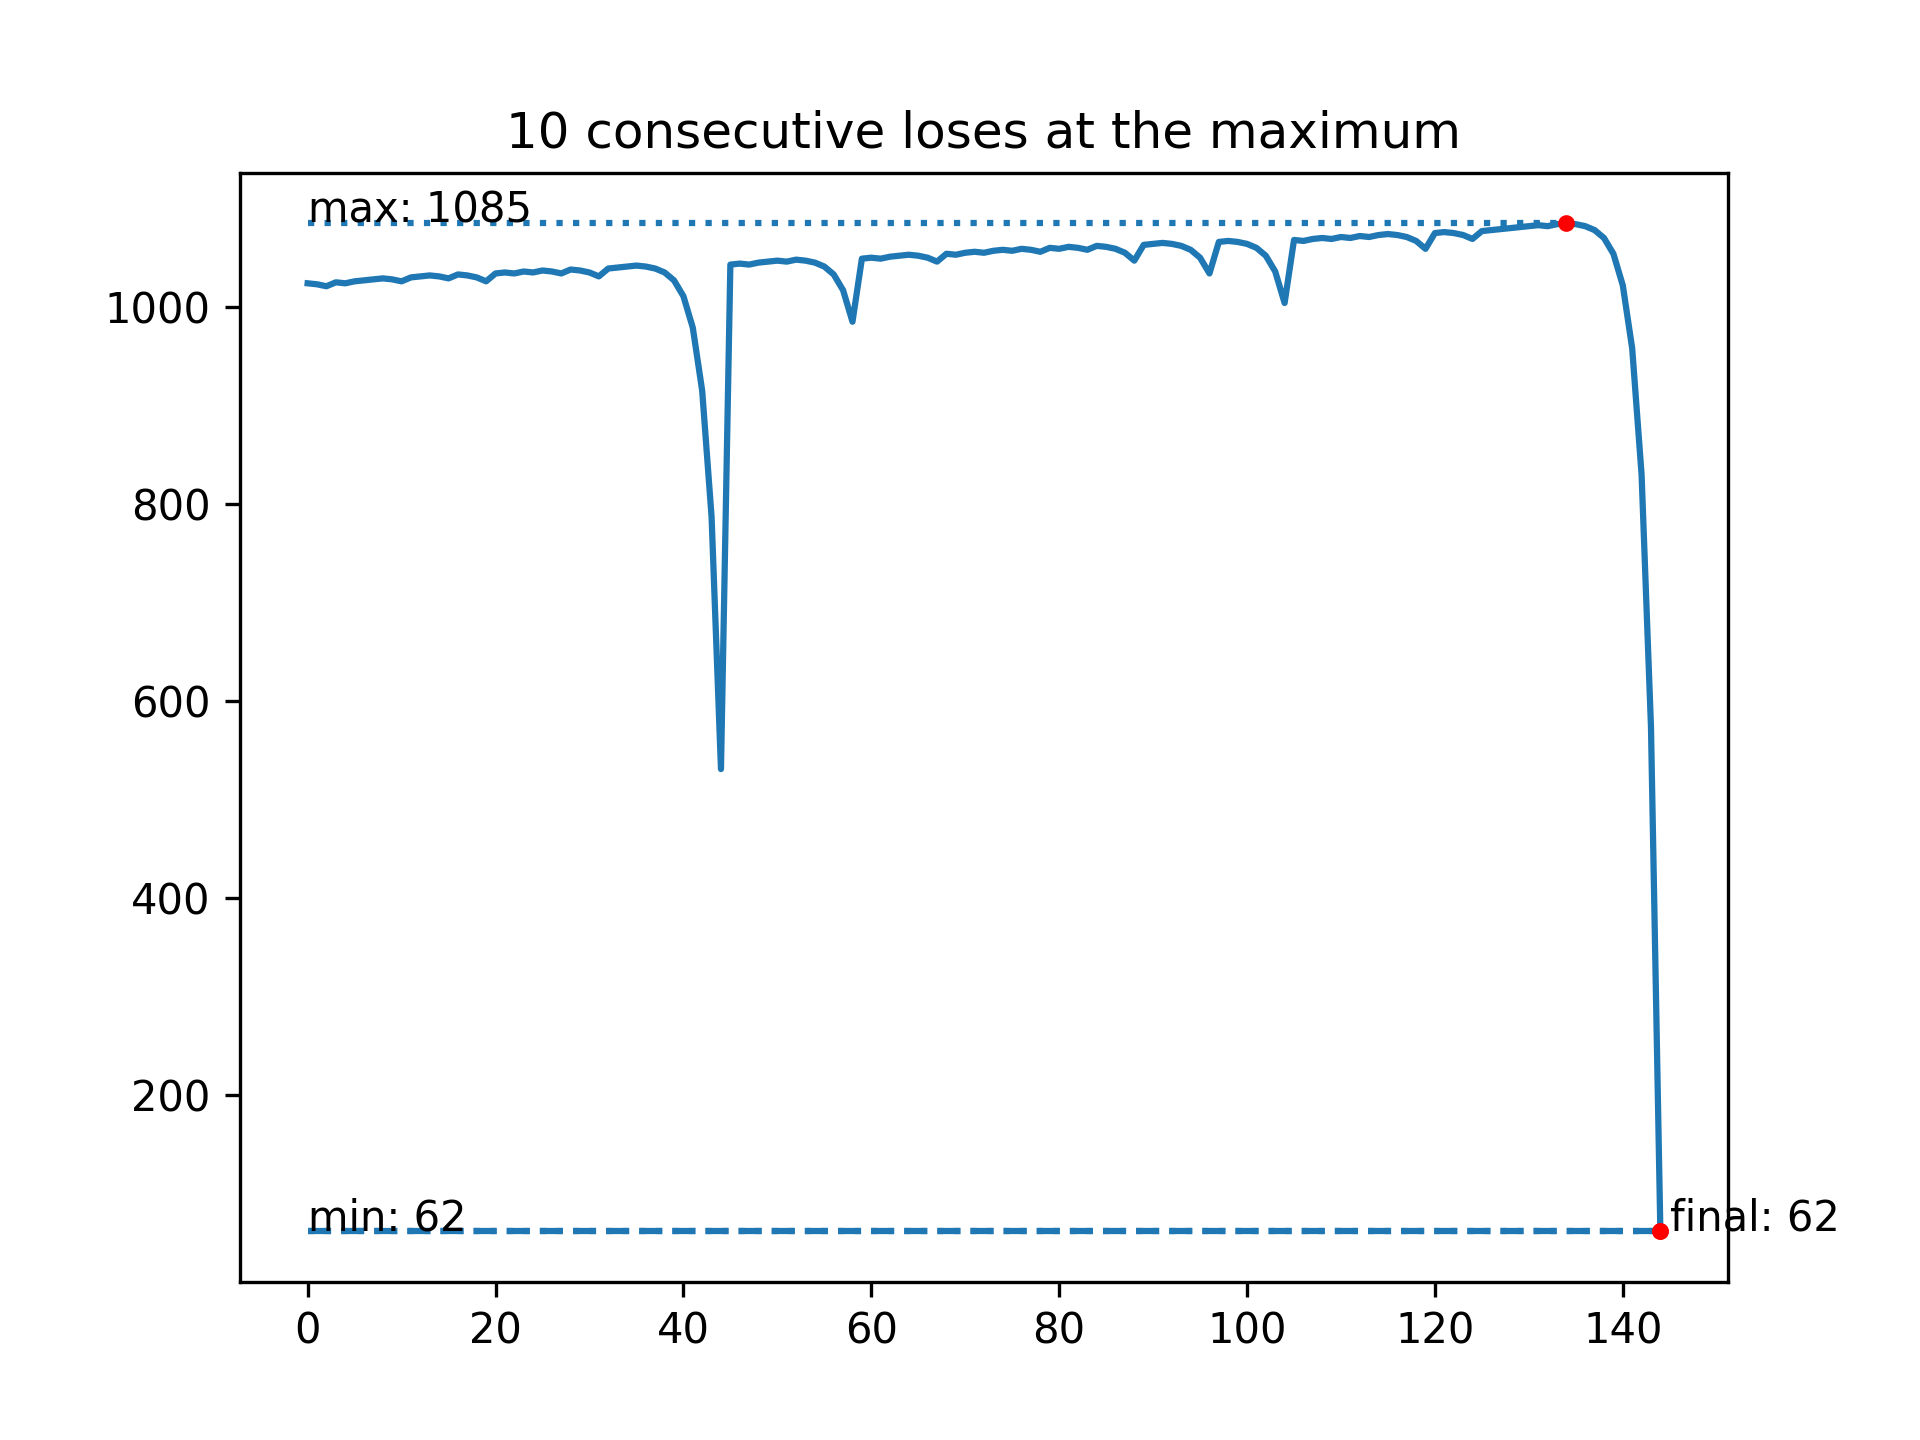 10 consecutive loses at the maximum
max: 1085
1000
800
600
400
200
min: 62
final: 62
0 20 40 60 80 100 120 140